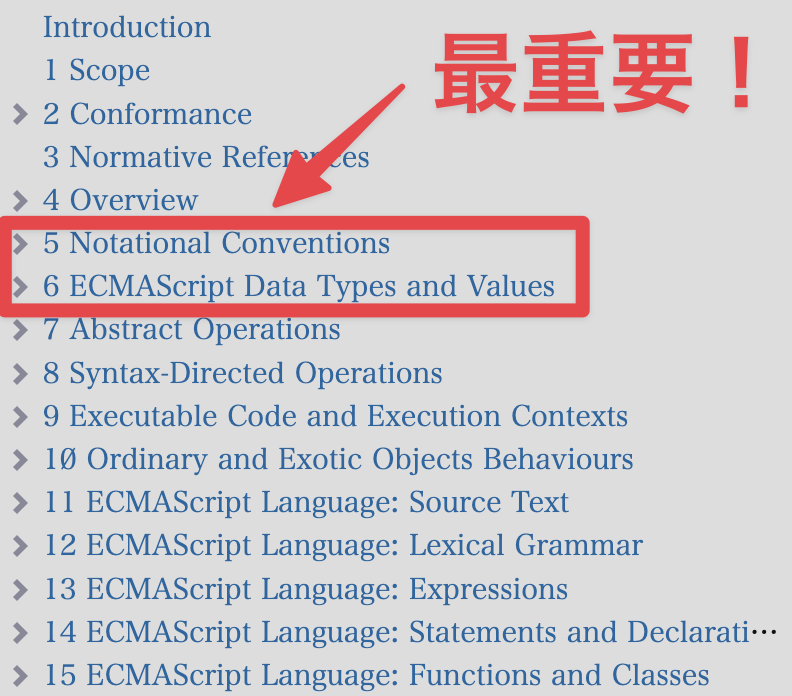 Introduction
最重要！
1 Scope
2 Conformance
3 Normative References
4 Overview
5 Notational Conventions
6 ECMAScript Data Types and Values
7 Abstract Operations
8 Syntax-Directed Operations
9 Executable Code and Execution Contexts
10 Ordinary and Exotic Objects Behaviours
11 ECMAScript Language: Source Text
12 ECMAScript Language: Lexical Grammar
13 ECMAScript Language: Expressions
14 ECMAScript Language: Statements and Declarati…
15 ECMAScript Language: Functions and Classes